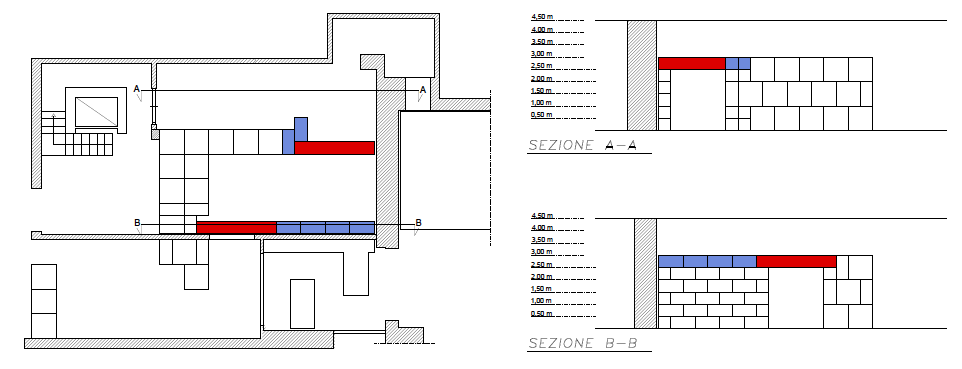 A
A
B
B
4,50 m
4,00 m
3,50 m
3,00 m
2,50 m
2,00 m
1,50 m
1,00 m
0,50 m
SEZIONE A-A
4,50 m
4,00 m
3,50 m
3,00 m
2,50 m
2,00 m
1,50 m
1,00 m
0,50 m
SEZIONE B-B